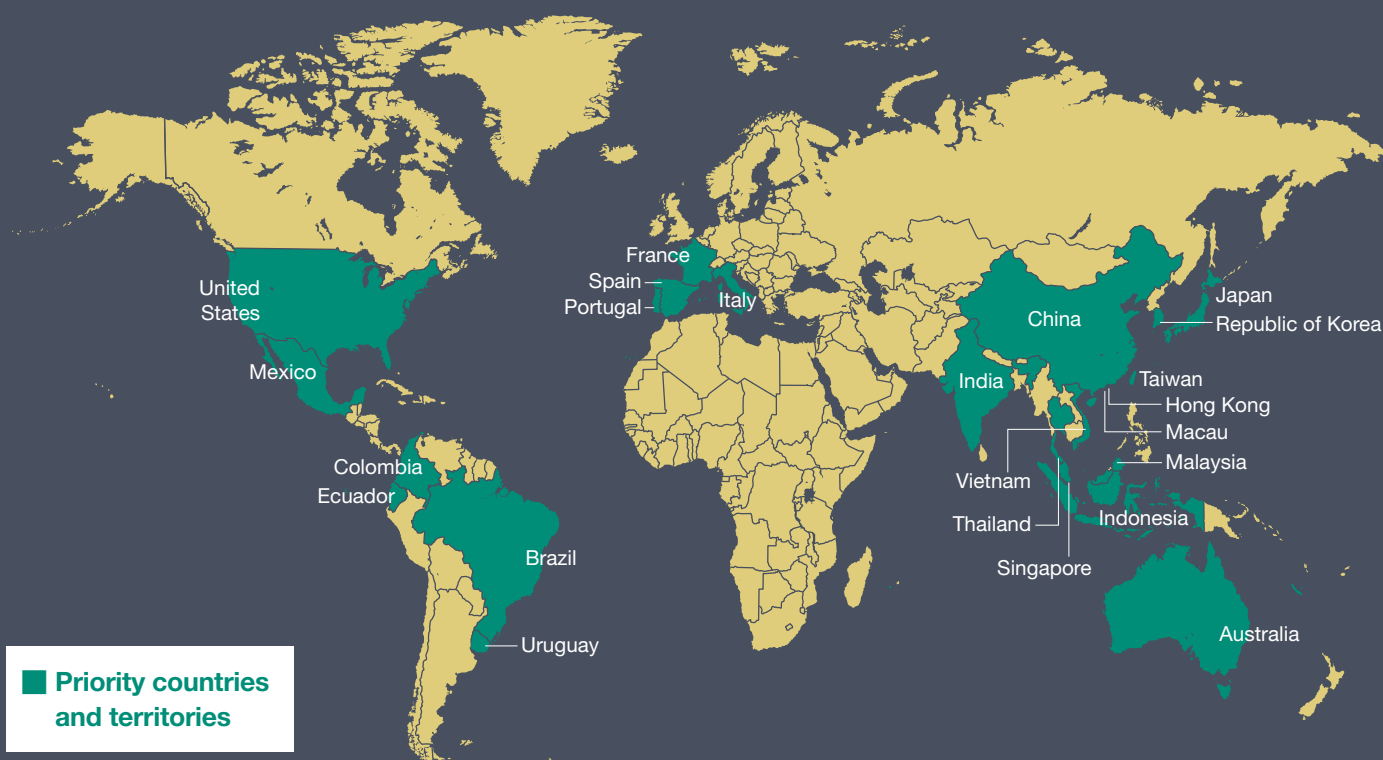 France
Spain
Portugal
Italy
United
States
Mexico
China
Japan
Republic of Korea
India
Taiwan
Hong Kong
Macau
Malaysia
Vietnam
Thailand
Indonesia
Singapore
Colombia
Ecuador
Brazil
Uruguay
Australia
Priority countries
and territories